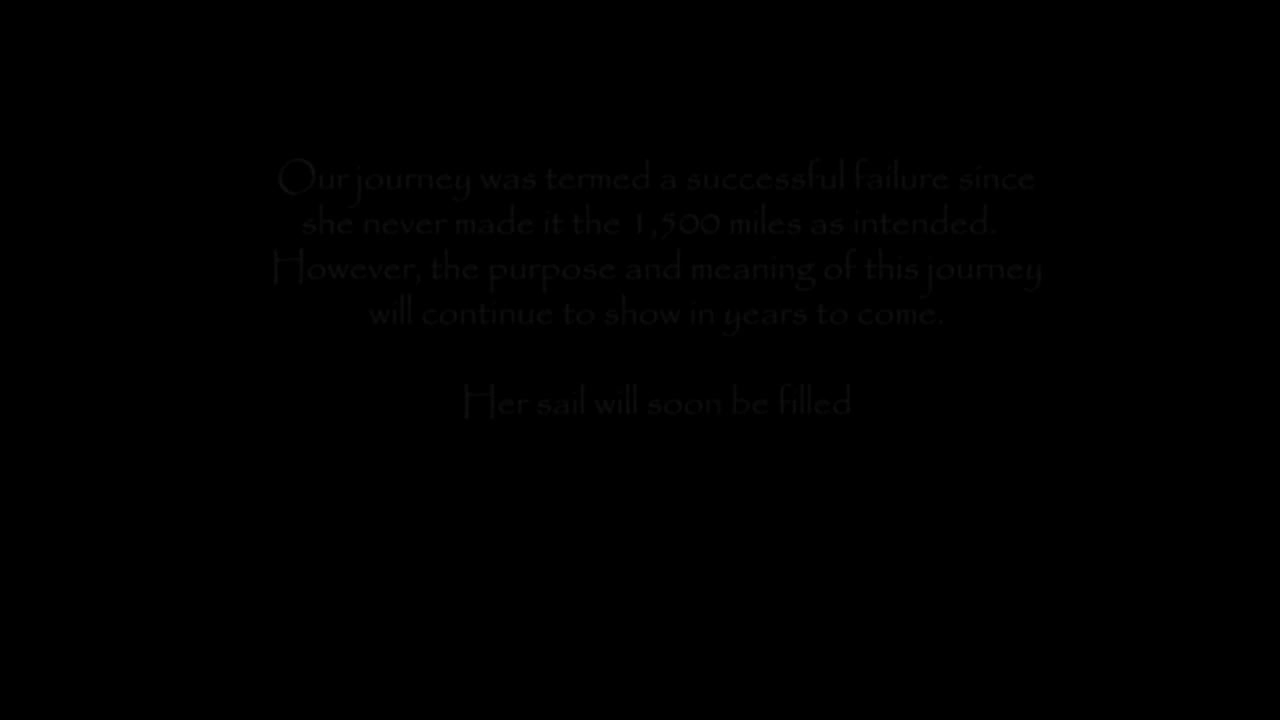 Our journey was termed a successful failure since
she never made it the 1,500 miles as intended.
However, the purpose and meaning of this journey
will continue to show in years to come.
Her sail will soon be filled